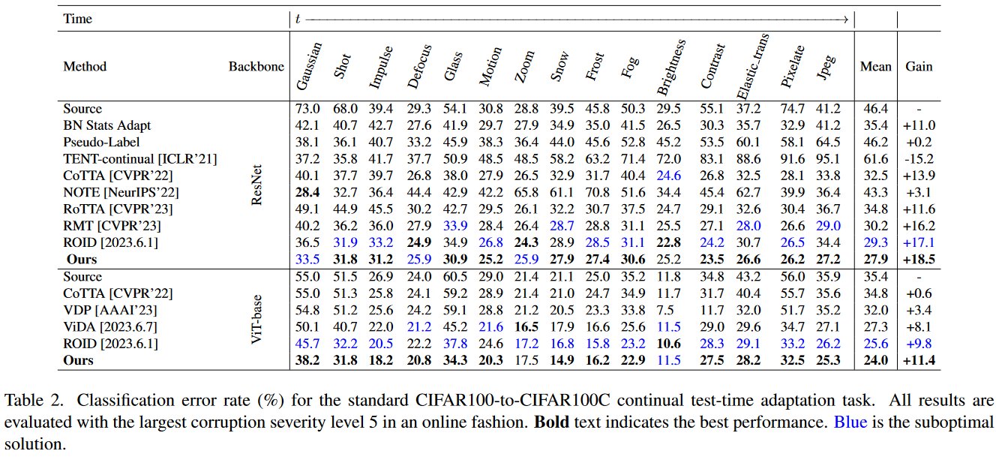 Time t
Method Backbone Gaussian Shot Impulse Defocus Glass Motion Zoom Snow Frost Fog Brightness Contrast Elastic_trans Pixelate Jpeg Mean Gain
Source 73.0 68.0 39.4 29.3 54.1 30.8 28.8 39.5 45.8 50.3 29.5 55.1 37.2 74.7 41.2 46.4 -
BN Stats Adapt 42.1 40.7 42.7 27.6 41.9 29.7 27.9 34.9 35.0 41.5 26.5 30.3 35.7 32.9 41.2 35.4 +11.0
Pseudo-Label 38.1 36.1 40.7 33.2 45.9 38.3 36.4 44.0 45.6 52.8 45.2 53.5 60.1 58.1 64.5 46.2 +0.2
TENT-continual [ICLR'21] 37.2 35.8 41.7 37.7 50.9 48.5 48.5 58.2 63.2 71.4 72.0 83.1 88.6 91.6 95.1 61.6 -15.2
CoTTA [CVPR'22] 40.1 37.7 39.7 26.8 38.0 27.9 26.5 32.9 31.7 40.4 24.6 26.8 32.5 28.1 33.8 32.5 +13.9
ResNet
NOTE [NeurIPS'22] 28.4 32.7 36.4 44.4 42.9 42.2 65.8 61.1 70.8 51.6 34.4 45.4 62.7 39.9 36.4 43.3 +3.1
RoTTA [CVPR'23] 49.1 44.9 45.5 30.2 42.7 29.5 26.1 32.2 30.7 37.5 24.7 29.1 32.6 30.4 36.7 34.8 +11.6
RMT [CVPR'23] 40.2 36.2 36.0 27.9 33.9 28.4 26.4 28.7 28.8 31.1 25.5 27.1 28.0 26.6 29.0 30.2 +16.2
ROID [2023.6.1] 36.5 31.9 33.2 24.9 34.9 26.8 24.3 28.9 28.5 31.1 22.8 24.2 30.7 26.5 34.4 29.3 +17.1
Ours 33.5 31.8 31.2 25.9 30.9 25.2 25.9 27.9 27.4 30.6 25.2 23.5 26.6 26.2 27.2 27.9 +18.5
Source 55.0 51.5 26.9 24.0 60.5 29.0 21.4 21.1 25.0 35.2 11.8 34.8 43.2 56.0 35.9 35.4 -
CoTTA [CVPR'22] 55.0 51.3 25.8 24.1 59.2 28.9 21.4 21.0 24.7 34.9 11.7 31.7 40.4 55.7 35.6 34.8 +0.6
VDP [AAAI'23] 54.8 51.2 25.6 24.2 59.1 28.8 21.2 20.5 23.3 33.8 7.5 11.7 32.0 51.7 35.2 32.0 +3.4
ViT-base
ViDA [2023.6.7] 50.1 40.7 22.0 21.2 45.2 21.6 16.5 17.9 16.6 25.6 11.5 29.0 29.6 34.7 27.1 27.3 +8.1
ROID [2023.6.1] 45.7 32.2 20.5 22.2 37.8 24.6 17.2 16.8 15.8 23.2 10.6 28.3 29.1 33.2 26.2 25.6 +9.8
Ours 38.2 31.8 18.2 20.8 34.3 20.3 17.5 14.9 16.2 22.9 11.5 27.5 28.2 32.5 25.3 24.0 +11.4
Table 2. Classification error rate (%) for the standard CIFAR100-to-CIFAR100C continual test-time adaptation task. All results are
evaluated with the largest corruption severity level 5 in an online fashion. Bold text indicates the best performance. Blue is the suboptimal
solution.